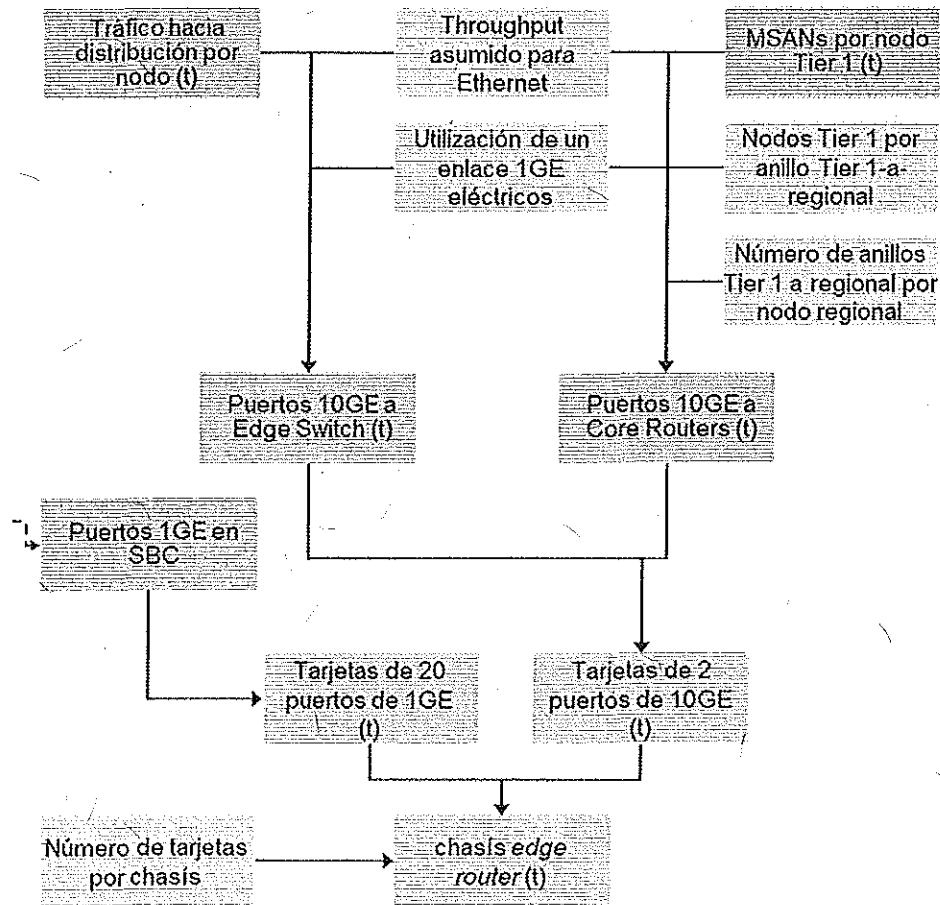 Tráfico hacia
distribución por
nodo (t)
Throughput
asumido para
Ethernet
MSANs por nodo
Tier 1 (t)
Utilización de un
enlace 1GE
eléctricos
Nodos Tier 1 por
anillo Tier 1-a-
regional
Número de anillos
Tier 1 a regional por
nodo regional
Puertos 10GE a
Edge Switch (t)
Puertos 10GE a
Core Routers (t)
Puertos 1GE en
SBC
Tarjetas de 20
puertos de 1GE
(t)
Tarjetas de 2
puertos de 10GE
(t)
Número de tarjetas
por chasís
chasís edge
router (t)